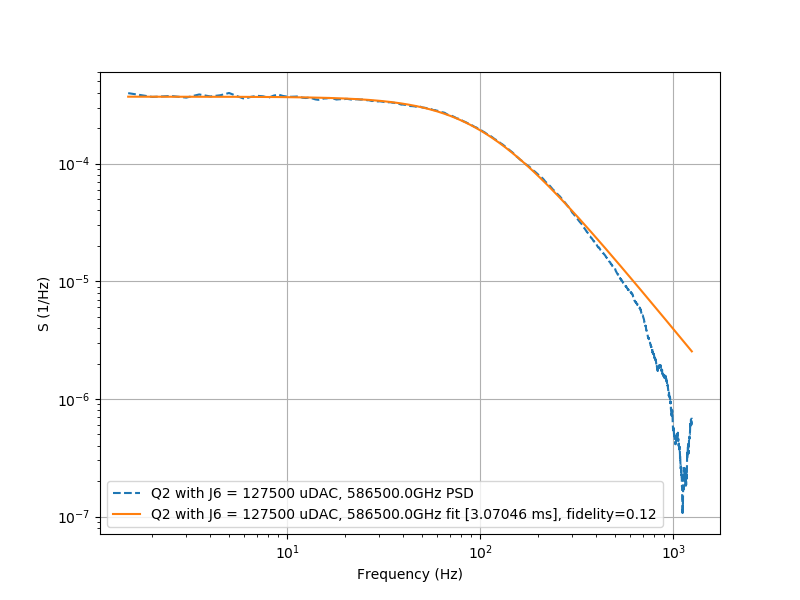 S (1/Hz)
10⁻⁴
10⁻⁵
10⁻⁶
10⁻⁷
Q2 with J6 = 127500 uDAC, 586500.0GHz PSD
Q2 with J6 = 127500 uDAC, 586500.0GHz fit [3.07046 ms], fidelity=0.12
10¹ 10² 10³
Frequency (Hz)